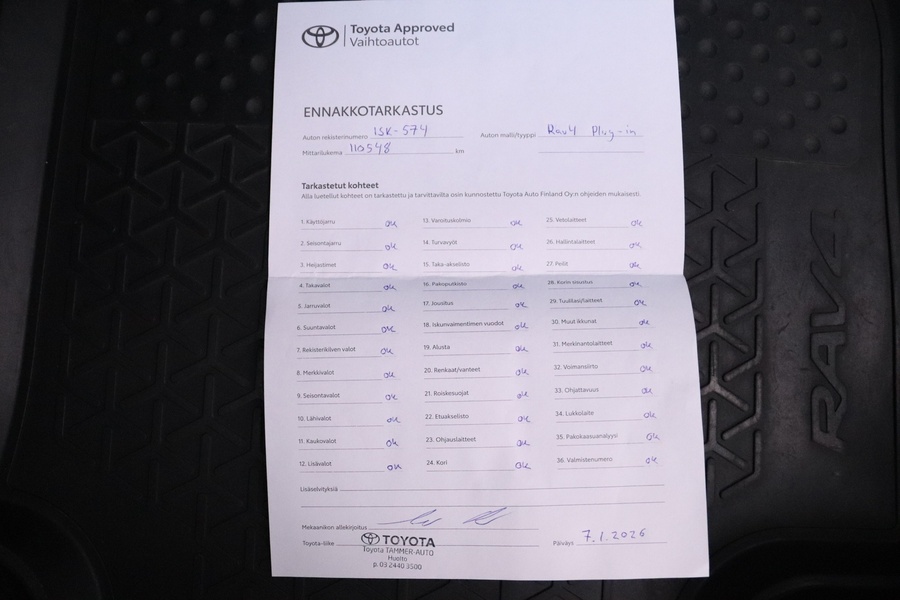 Toyota Approved
Vaihtoautot
ENNAKKOTARKASTUS
Auton rekisterinumero ISK-574 Auton malli/tyyppi Rav4 Plug-in
Mittarilukema 110548 km
Tarkastetut kohteet
Alla luetellut kohteet on tarkastettu ja tarvittavilta osin kunnostettu Toyota Auto Finland Oy:n ohjeiden mukaisesti.
1. Käyttöjarru ok 13. Varoituskolmio ok 25. Vetolaitteet ok
2. Seisontajarru ok 14. Turvavyöt ok 26. Hallintalaitteet ok
3. Heijastimet ok 15. Taka-akselisto ok 27. Peilit ok
4. Takavalot ok 16. Pakoputkisto ok 28. Korin sisustus ok
5. Jarruvalot ok 17. Jousitus ok 29. Tuulilasi/laitteet ok
6. Suuntavalot ok 18. Iskunvaimentimen vuodot ok 30. Muut ikkunat ok
7. Rekisterikilven valot ok 19. Alusta ok 31. Merkinantolaitteet ok
8. Merkkivalot ok 20. Renkaat/vanteet ok 32. Voimansiirto ok
9. Seisontavalot ok 21. Roiskesuojat ok 33. Ohjattavuus ok
10. Lähivalot ok 22. Etuakselisto ok 34. Lukkolaite ok
11. Kaukovalot ok 23. Ohjauslaitteet ok 35. Pakokaasuanalyysi ok
12. Lisävalot ok 24. Kori ok 36. Valmistenumero ok
Lisäselvityksiä
Mekaanikon allekirjoitus
Toyota-liike TOYOTA Päiväys 7.1.2026
Toyota TAMMER-AUTO
Huolto
p. 03 2440 3500
RAV4